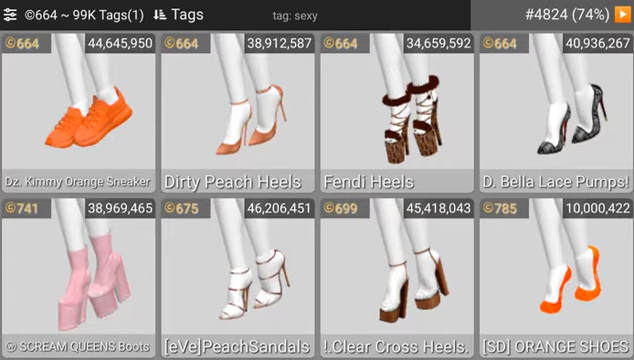 ©664 ~ 99K Tags(1) Tags tag: sexy #4824 (74%)
©664 44,645,950 ©664 38,912,587 ©664 34,659,592 ©664 40,936,267
Dz. Kimmy Orange Sneaker Dirty Peach Heels Fendi Heels D. Bella Lace Pumps!
©741 38,969,465 ©675 46,206,451 ©699 45,418,043 ©785 10,000,422
@ SCREAM QUEENS Boots [eVe]PeachSandals !.Clear Cross Heels. [SD] ORANGE SHOES